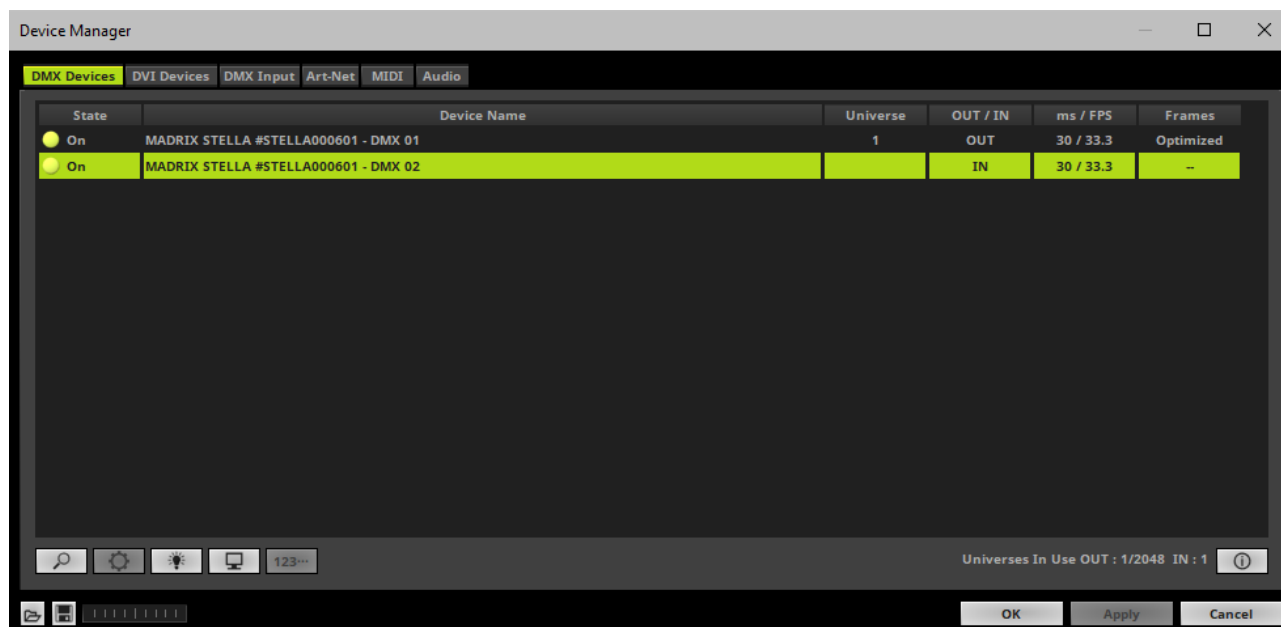 Device Manager
DMX Devices DVI Devices DMX Input Art-Net MIDI Audio
State Device Name Universe OUT / IN ms / FPS Frames
On MADRIX STELLA #STELLA000601 - DMX 01 1 OUT 30 / 33.3 Optimized
On MADRIX STELLA #STELLA000601 - DMX 02 IN 30 / 33.3 --
123... Universes In Use OUT : 1/2048 IN : 1
OK Apply Cancel